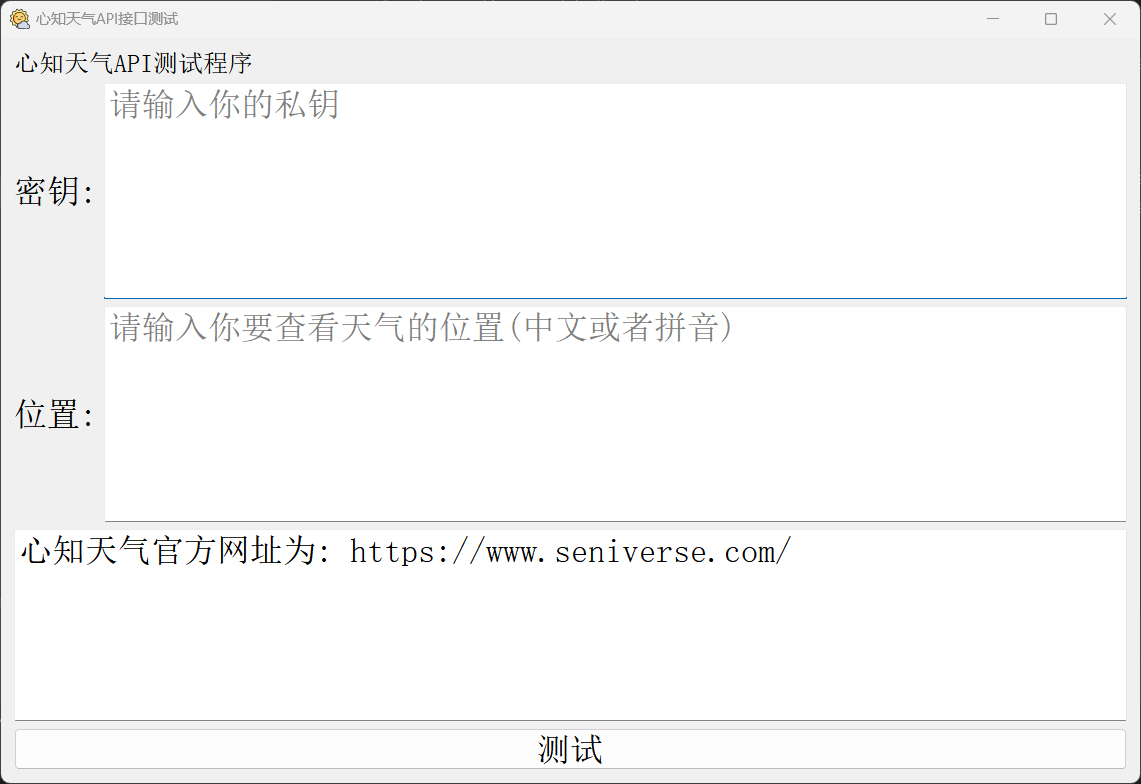 心知天气API接口测试
心知天气API测试程序
请输入你的私钥
密钥:
请输入你要查看天气的位置(中文或者拼音)
位置:
心知天气官方网址为: https://www.seniverse.com/
测试